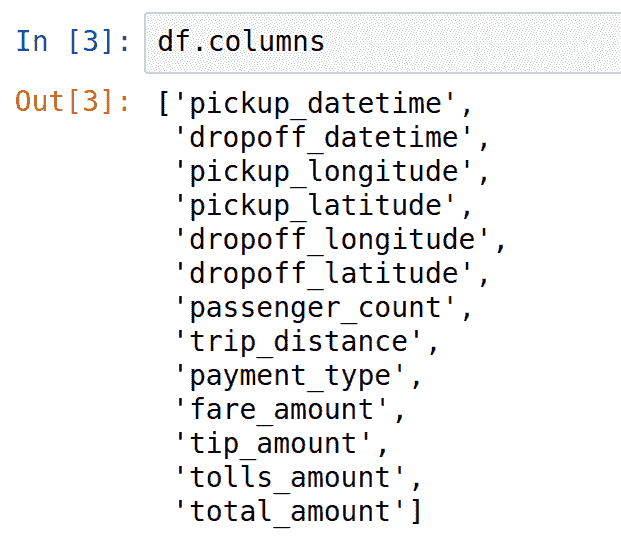 In [3]: df.columns
Out[3]: ['pickup_datetime',
'dropoff_datetime',
'pickup_longitude',
'pickup_latitude',
'dropoff_longitude',
'dropoff_latitude',
'passenger_count',
'trip_distance',
'payment_type',
'fare_amount',
'tip_amount',
'tolls_amount',
'total_amount']